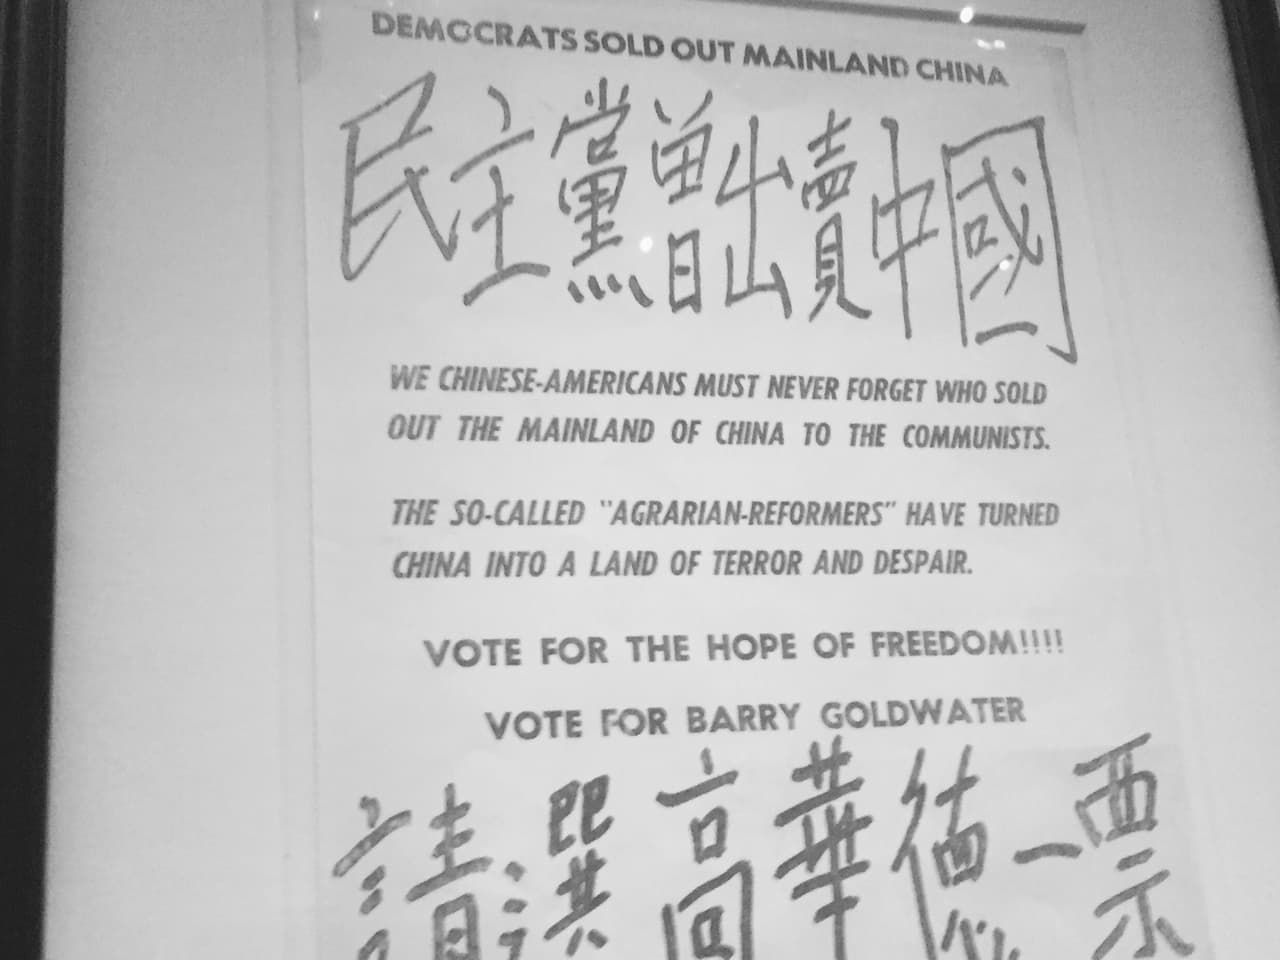 DEMOCRATS SOLD OUT MAINLAND CHINA
民主黨曾出賣中國
WE CHINESE-AMERICANS MUST NEVER FORGET WHO SOLD
OUT THE MAINLAND OF CHINA TO THE COMMUNISTS.
THE SO-CALLED "AGRARIAN-REFORMERS" HAVE TURNED
CHINA INTO A LAND OF TERROR AND DESPAIR.
VOTE FOR THE HOPE OF FREEDOM!!!!
VOTE FOR BARRY GOLDWATER
請選高華德一票